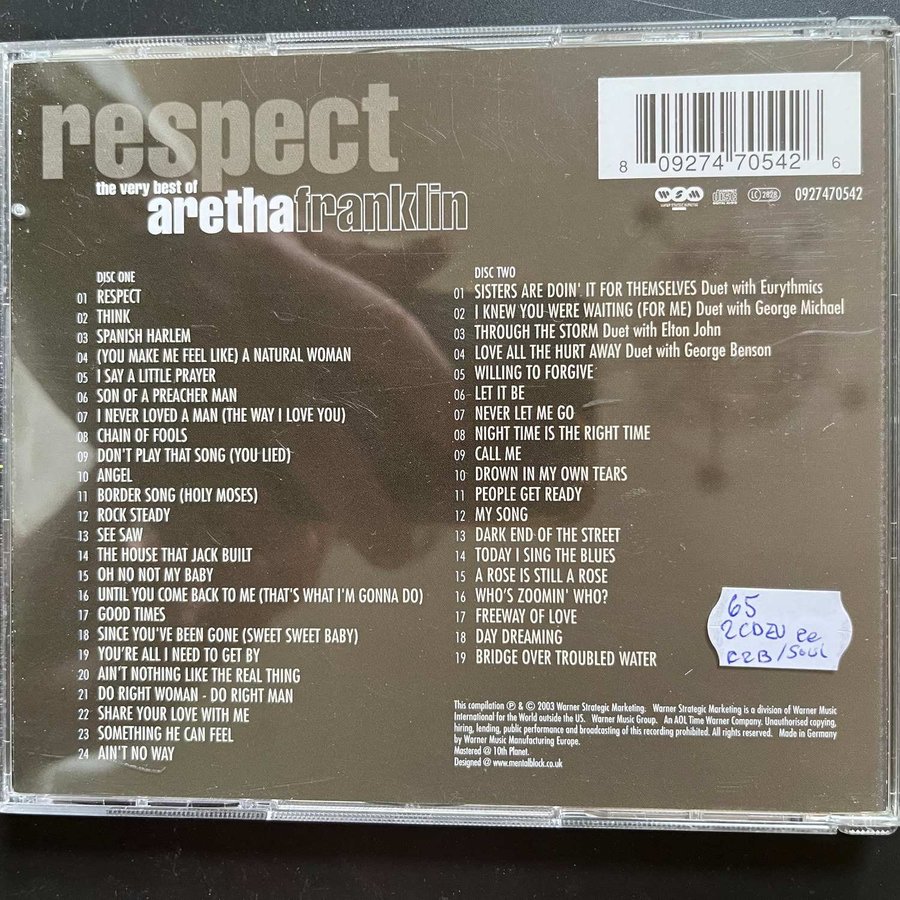 respect
the very best of
arethafranklin
8 09274 70542 6
WSM
WARNER STRATEGIC MARKETING
COMPACT
disc
DIGITAL AUDIO
LC 2828
0927470542
DISC ONE
01 RESPECT
02 THINK
03 SPANISH HARLEM
04 (YOU MAKE ME FEEL LIKE) A NATURAL WOMAN
05 I SAY A LITTLE PRAYER
06 SON OF A PREACHER MAN
07 I NEVER LOVED A MAN (THE WAY I LOVE YOU)
08 CHAIN OF FOOLS
09 DON'T PLAY THAT SONG (YOU LIED)
10 ANGEL
11 BORDER SONG (HOLY MOSES)
12 ROCK STEADY
13 SEE SAW
14 THE HOUSE THAT JACK BUILT
15 OH NO NOT MY BABY
16 UNTIL YOU COME BACK TO ME (THAT'S WHAT I'M GONNA DO)
17 GOOD TIMES
18 SINCE YOU'VE BEEN GONE (SWEET SWEET BABY)
19 YOU'RE ALL I NEED TO GET BY
20 AIN'T NOTHING LIKE THE REAL THING
21 DO RIGHT WOMAN - DO RIGHT MAN
22 SHARE YOUR LOVE WITH ME
23 SOMETHING HE CAN FEEL
24 AIN'T NO WAY
DISC TWO
01 SISTERS ARE DOIN' IT FOR THEMSELVES Duet with Eurythmics
02 I KNEW YOU WERE WAITING (FOR ME) Duet with George Michael
03 THROUGH THE STORM Duet with Elton John
04 LOVE ALL THE HURT AWAY Duet with George Benson
05 WILLING TO FORGIVE
06 LET IT BE
07 NEVER LET ME GO
08 NIGHT TIME IS THE RIGHT TIME
09 CALL ME
10 DROWN IN MY OWN TEARS
11 PEOPLE GET READY
12 MY SONG
13 DARK END OF THE STREET
14 TODAY I SING THE BLUES
15 A ROSE IS STILL A ROSE
16 WHO'S ZOOMIN' WHO?
17 FREEWAY OF LOVE
18 DAY DREAMING
19 BRIDGE OVER TROUBLED WATER
65
2CDZU
/SOUL
This compilation ℗ & © 2003 Warner Strategic Marketing. Warner Strategic Marketing is a division of Warner Music
International for the World outside the US. Warner Music Group. An AOL Time Warner Company. Unauthorised copying,
hiring, lending, public performance and broadcasting of this recording prohibited. All rights reserved. Made in Germany
by Warner Music Manufacturing Europe.
Mastered @ 10th Planet.
Designed @ www.mentalblock.co.uk